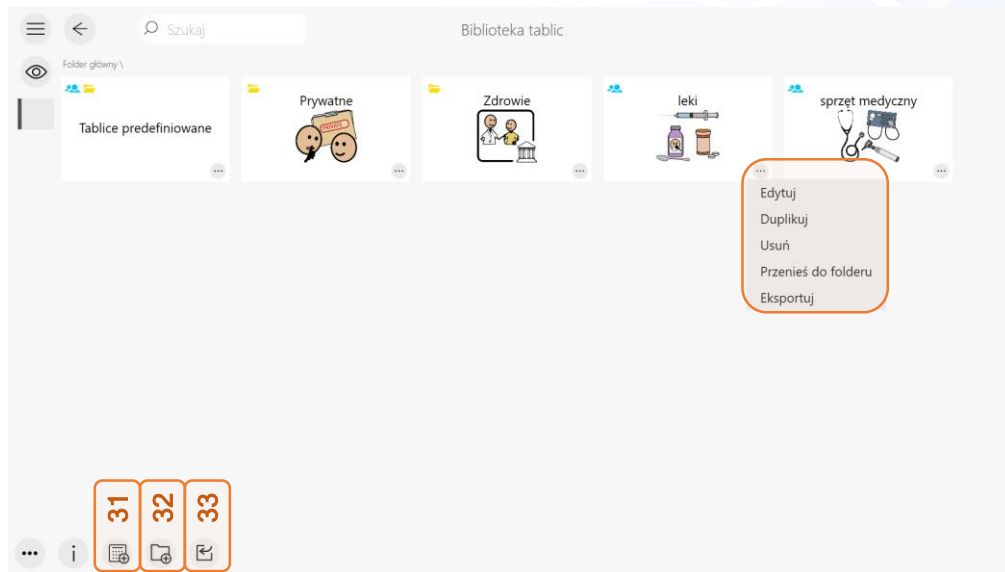 Szukaj
Biblioteka tablic
Folder główny \
Tablice predefiniowane
Prywatne
PRIVATE
Zdrowie
leki
sprzęt medyczny
Edytuj
Duplikuj
Usuń
Przenieś do folderu
Eksportuj
31
32
33
i